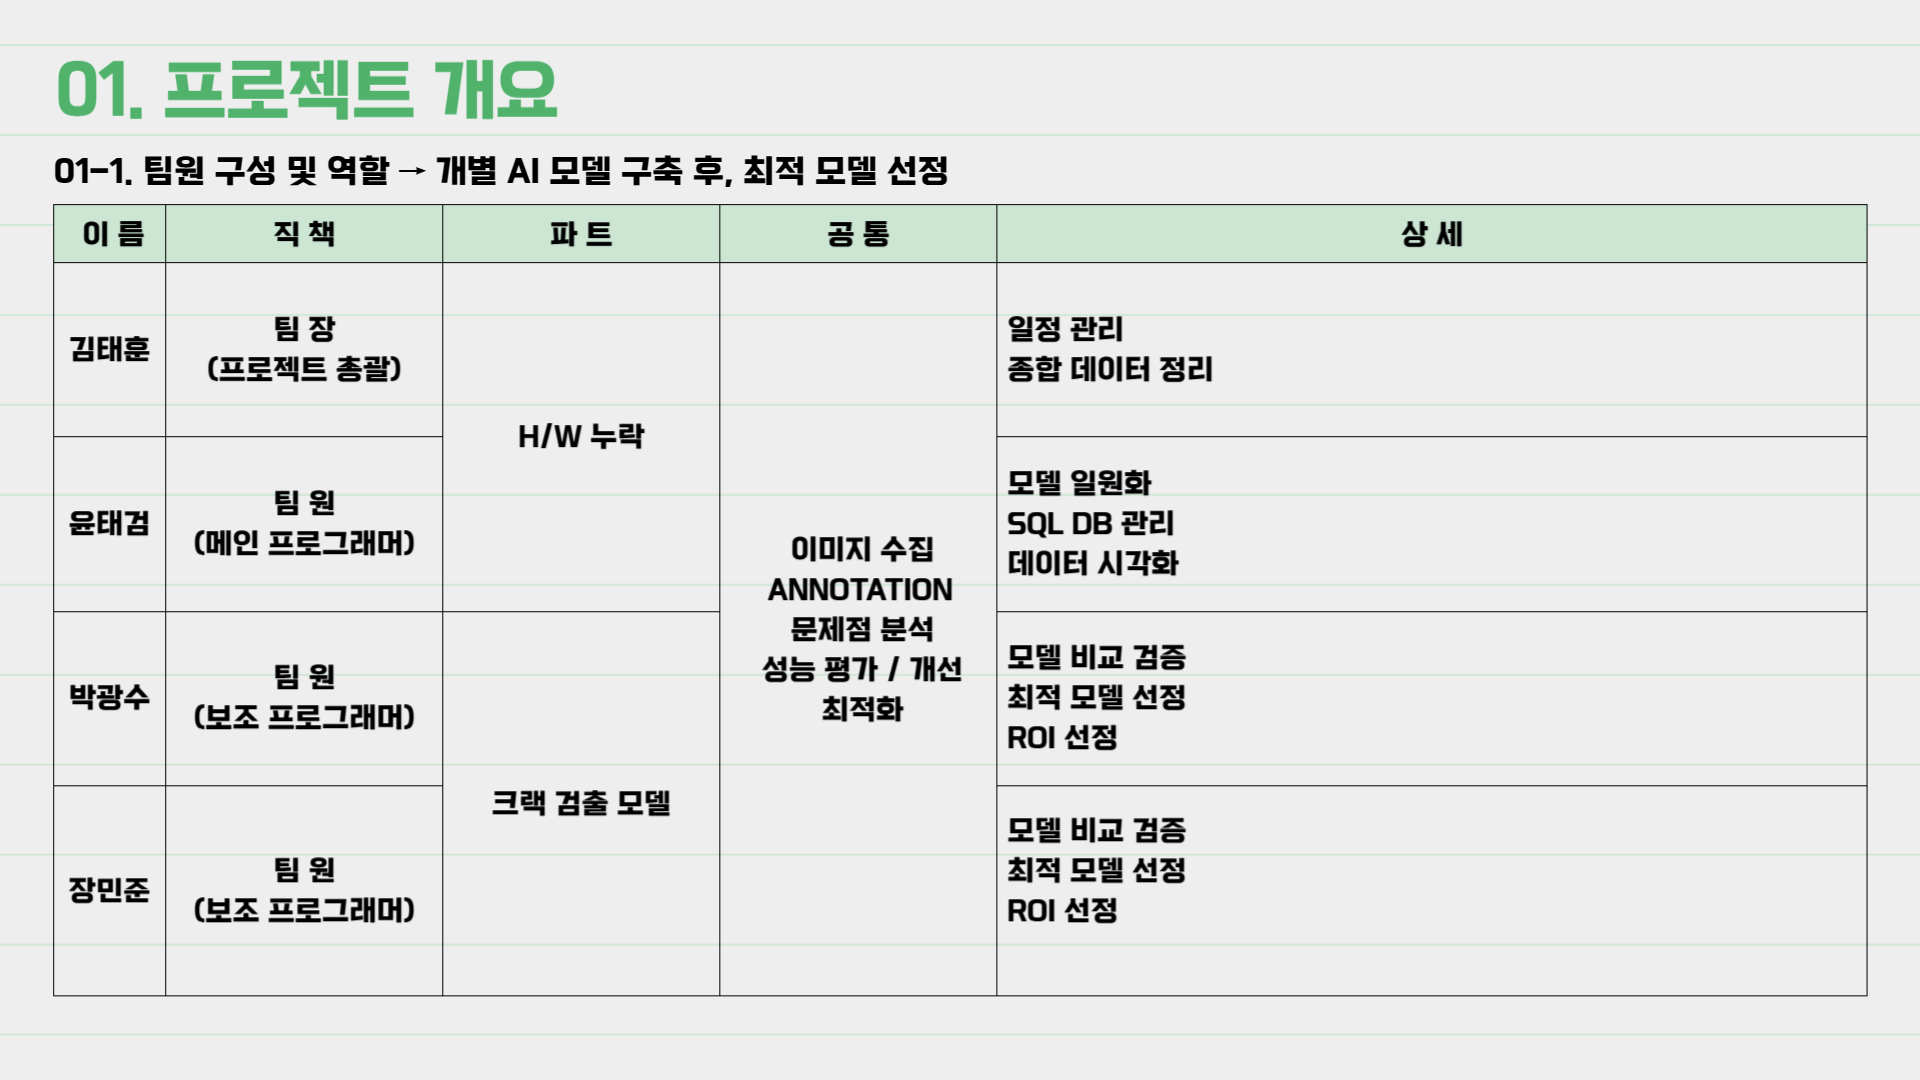 01. 프로젝트 개요
01-1. 팀원 구성 및 역할 → 개별 AI 모델 구축 후, 최적 모델 선정
이 름 직 책 파 트 공 통 상 세
김태훈
팀 장
(프로젝트 총괄)
H/W 누락
이미지 수집
ANNOTATION
문제점 분석
성능 평가 / 개선
최적화
일정 관리
종합 데이터 정리
윤태검
팀 원
(메인 프로그래머)
모델 일원화
SQL DB 관리
데이터 시각화
박광수
팀 원
(보조 프로그래머)
크랙 검출 모델
모델 비교 검증
최적 모델 선정
ROI 선정
장민준
팀 원
(보조 프로그래머)
모델 비교 검증
최적 모델 선정
ROI 선정